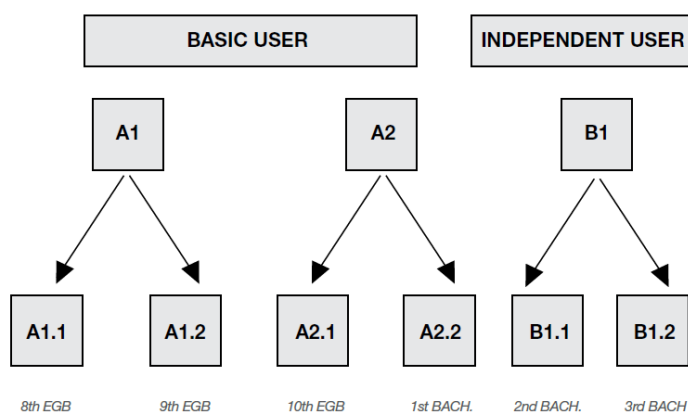 BASIC USER
INDEPENDENT USER
A1
A2
B1
A1.1
A1.2
A2.1
A2.2
B1.1
B1.2
8th EGB
9th EGB
10th EGB
1st BACH.
2nd BACH.
3rd BACH